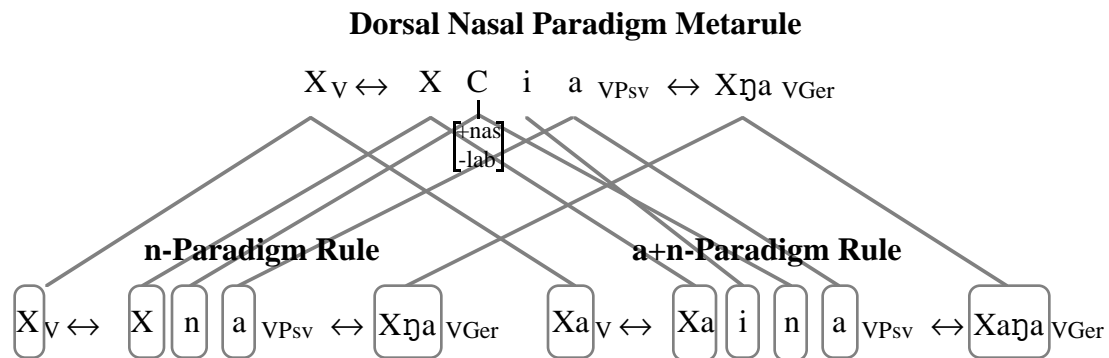 Dorsal Nasal Paradigm Metarule
X V ↔ X C i a VPsv ↔ Xŋa VGer
+nas
-lab
n-Paradigm Rule a+n-Paradigm Rule
X V ↔ X n a VPsv ↔ Xŋa VGer Xa V ↔ Xa i n a VPsv ↔ Xaŋa VGer